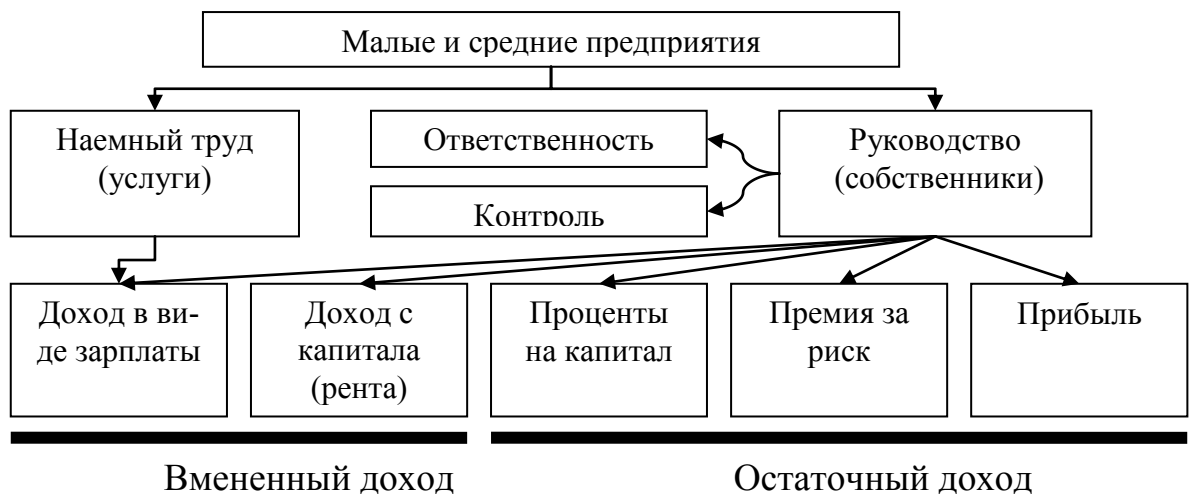 Малые и средние предприятия
Наемный труд
(услуги)
Ответственность
Контроль
Руководство
(собственники)
Доход в ви-
де зарплаты
Доход с
капитала
(рента)
Проценты
на капитал
Премия за
риск
Прибыль
Вмененный доход
Остаточный доход